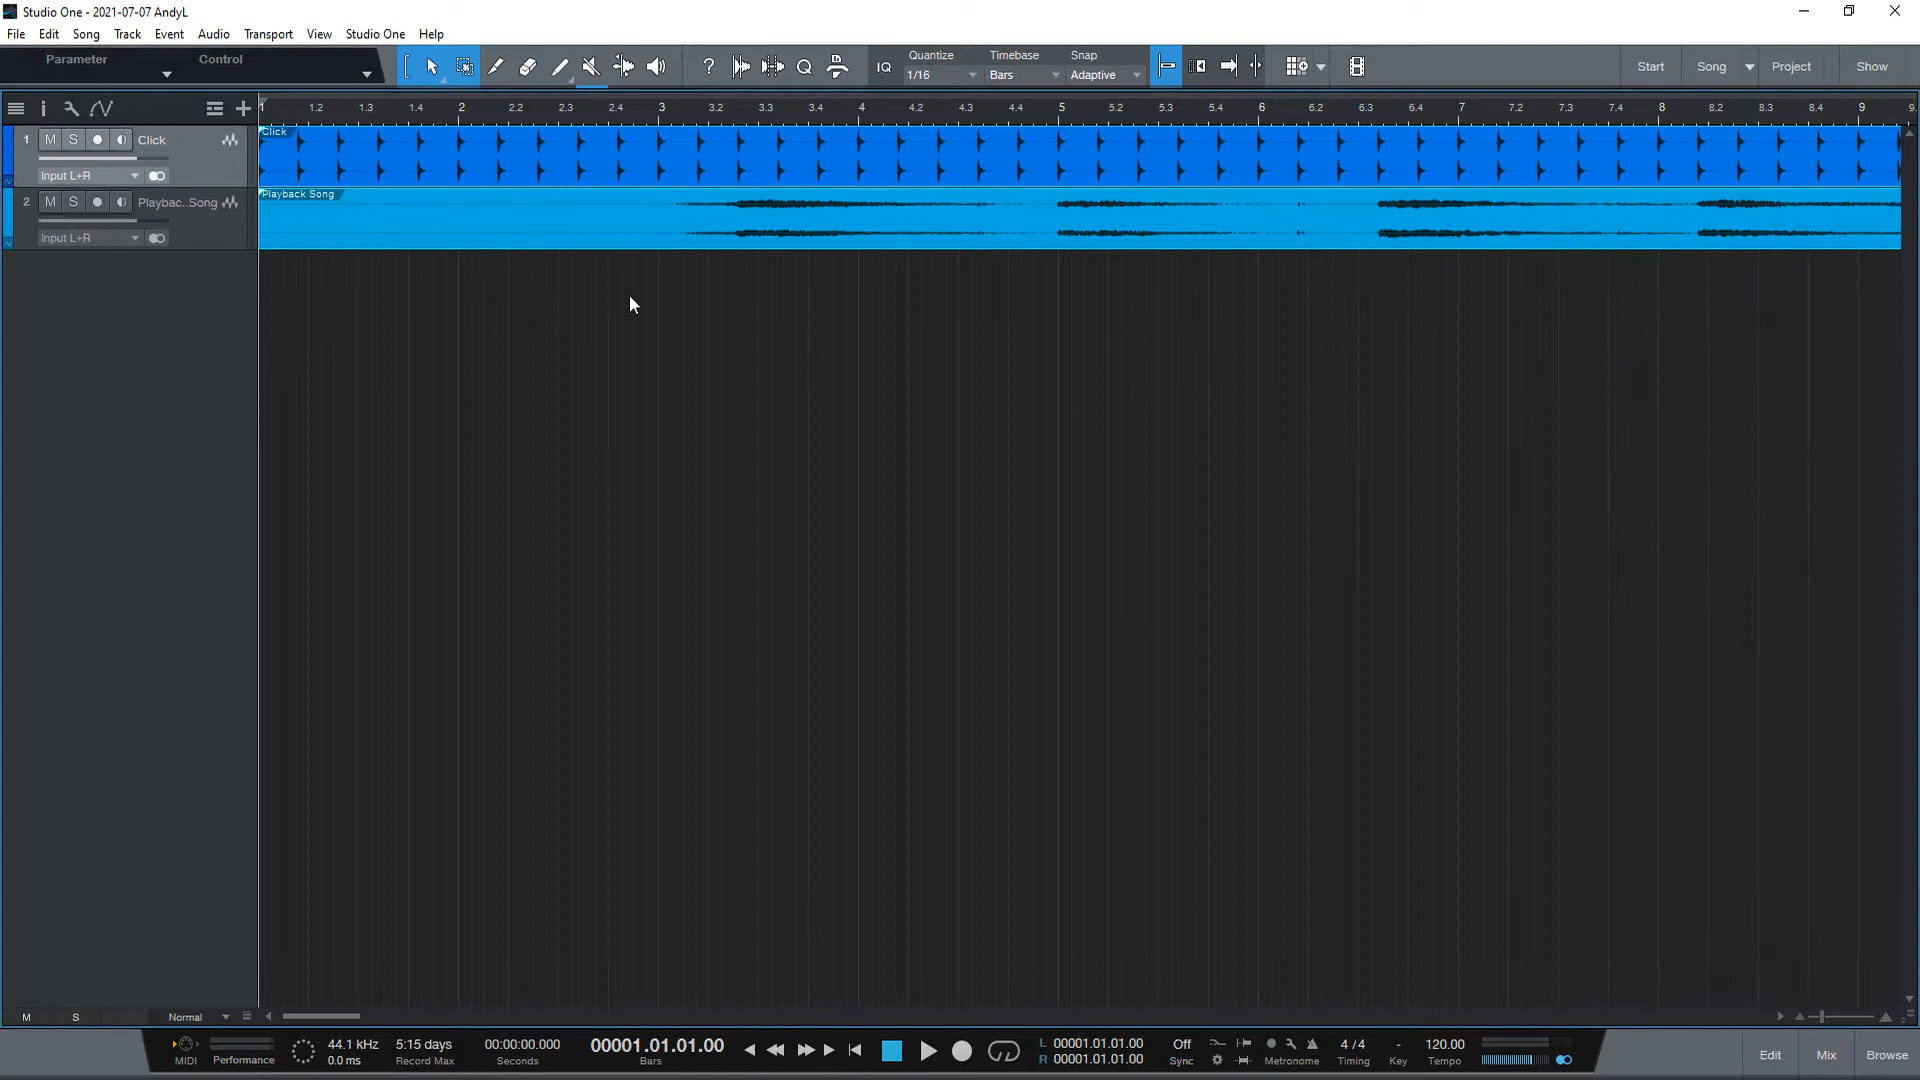 Studio One - 2021-07-07 AndyL
File Edit Song Track Event Audio Transport View Studio One Help
Parameter Control
? Q IQ
Quantize Timebase Snap
1/16 Bars Adaptive
Start Song Project Show
i
1 1.2 1.3 1.4 2 2.2 2.3 2.4 3 3.2 3.3 3.4 4 4.2 4.3 4.4 5 5.2 5.3 5.4 6 6.2 6.3 6.4 7 7.2 7.3 7.4 8 8.2 8.3 8.4 9 9.
1 M S Click
Input L+R
Click
2 M S Playbac..Song
Input L+R
Playback Song
M S Normal
MIDI
Performance
44.1 kHz
0.0 ms
5:15 days
Record Max
00:00:00.000
Seconds
00001.01.01.00
Bars
L 00001.01.01.00
R 00001.01.01.00
Off
Sync
Metronome
4 / 4
Timing
-
Key
120.00
Tempo
Edit Mix Browse